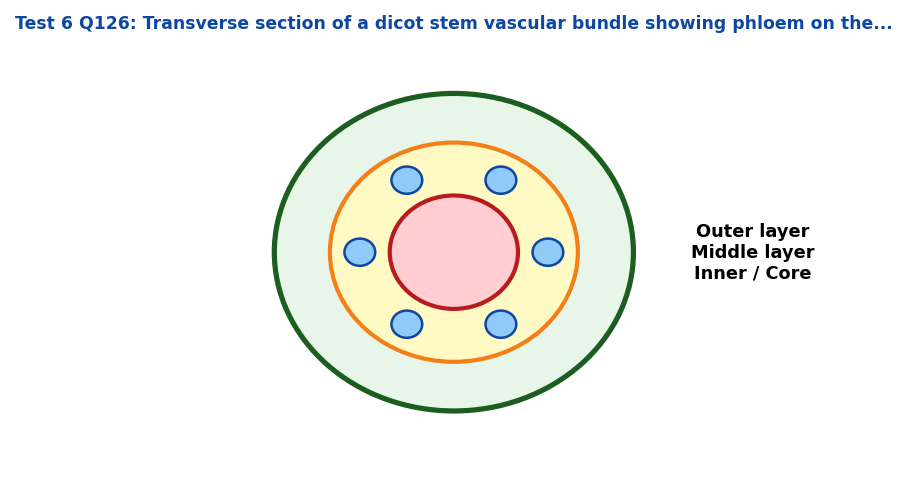 Test 6 Q126: Transverse section of a dicot stem vascular bundle showing phloem on the...
Outer layer
Middle layer
Inner / Core